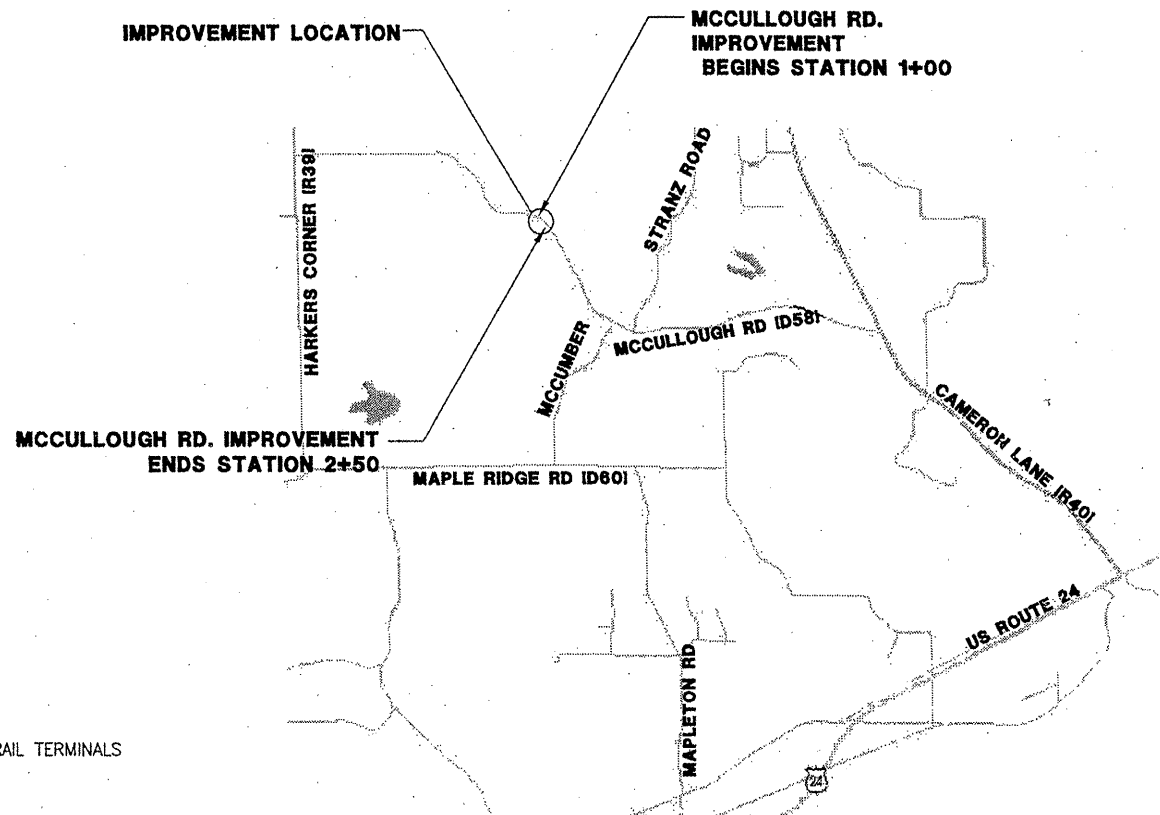 IMPROVEMENT LOCATION
MCCULLOUGH RD.
IMPROVEMENT
BEGINS STATION 1+00
HARKERS CORNER [R39]
STRANZ ROAD
MCCUMBER
MCCULLOUGH RD [D58]
MCCULLOUGH RD. IMPROVEMENT
ENDS STATION 2+50
MAPLE RIDGE RD [D60]
CAMERON LANE [R40]
US ROUTE 24
MAPLETON RD
RAIL TERMINALS
24